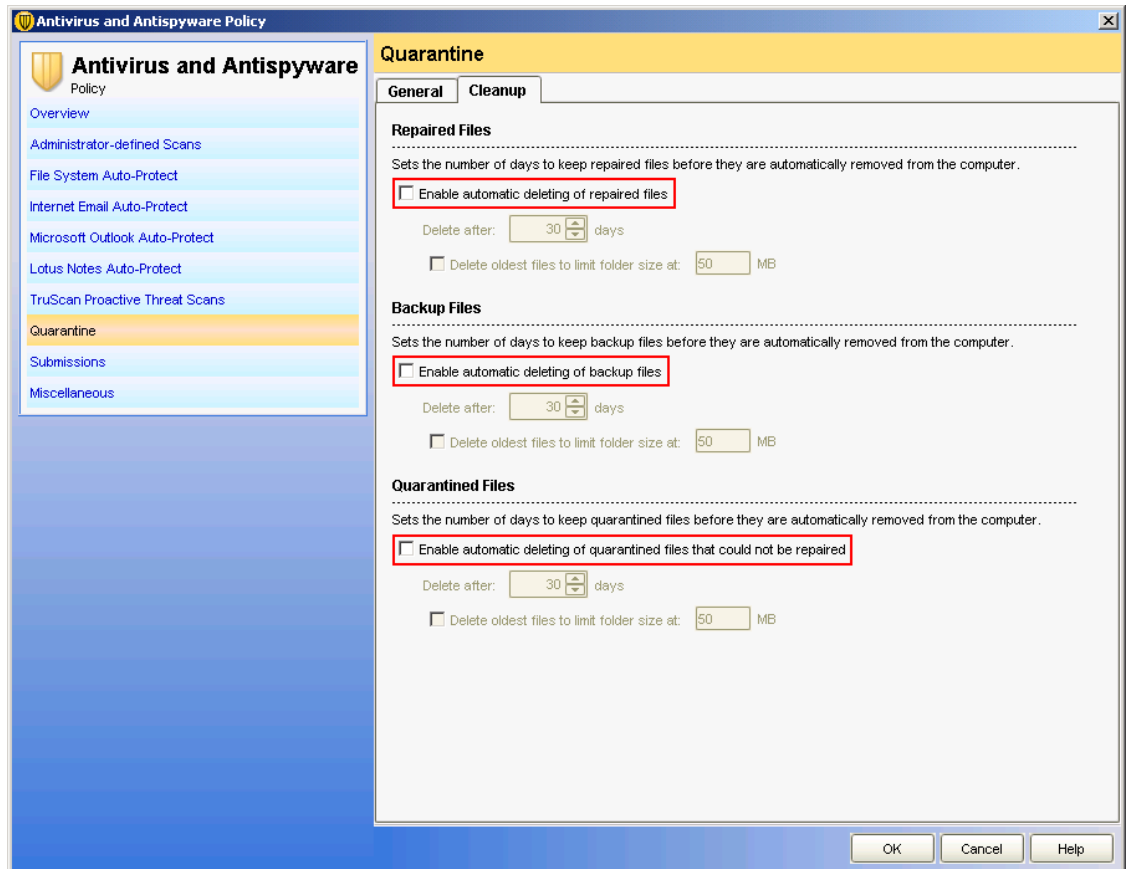 Antivirus and Antispyware Policy
Antivirus and Antispyware
Policy
Overview
Administrator-defined Scans
File System Auto-Protect
Internet Email Auto-Protect
Microsoft Outlook Auto-Protect
Lotus Notes Auto-Protect
TruScan Proactive Threat Scans
Quarantine
Submissions
Miscellaneous
Quarantine
General Cleanup
Repaired Files
Sets the number of days to keep repaired files before they are automatically removed from the computer.
Enable automatic deleting of repaired files
Delete after: 30 days
Delete oldest files to limit folder size at: 50 MB
Backup Files
Sets the number of days to keep backup files before they are automatically removed from the computer.
Enable automatic deleting of backup files
Delete after: 30 days
Delete oldest files to limit folder size at: 50 MB
Quarantined Files
Sets the number of days to keep quarantined files before they are automatically removed from the computer.
Enable automatic deleting of quarantined files that could not be repaired
Delete after: 30 days
Delete oldest files to limit folder size at: 50 MB
OK Cancel Help